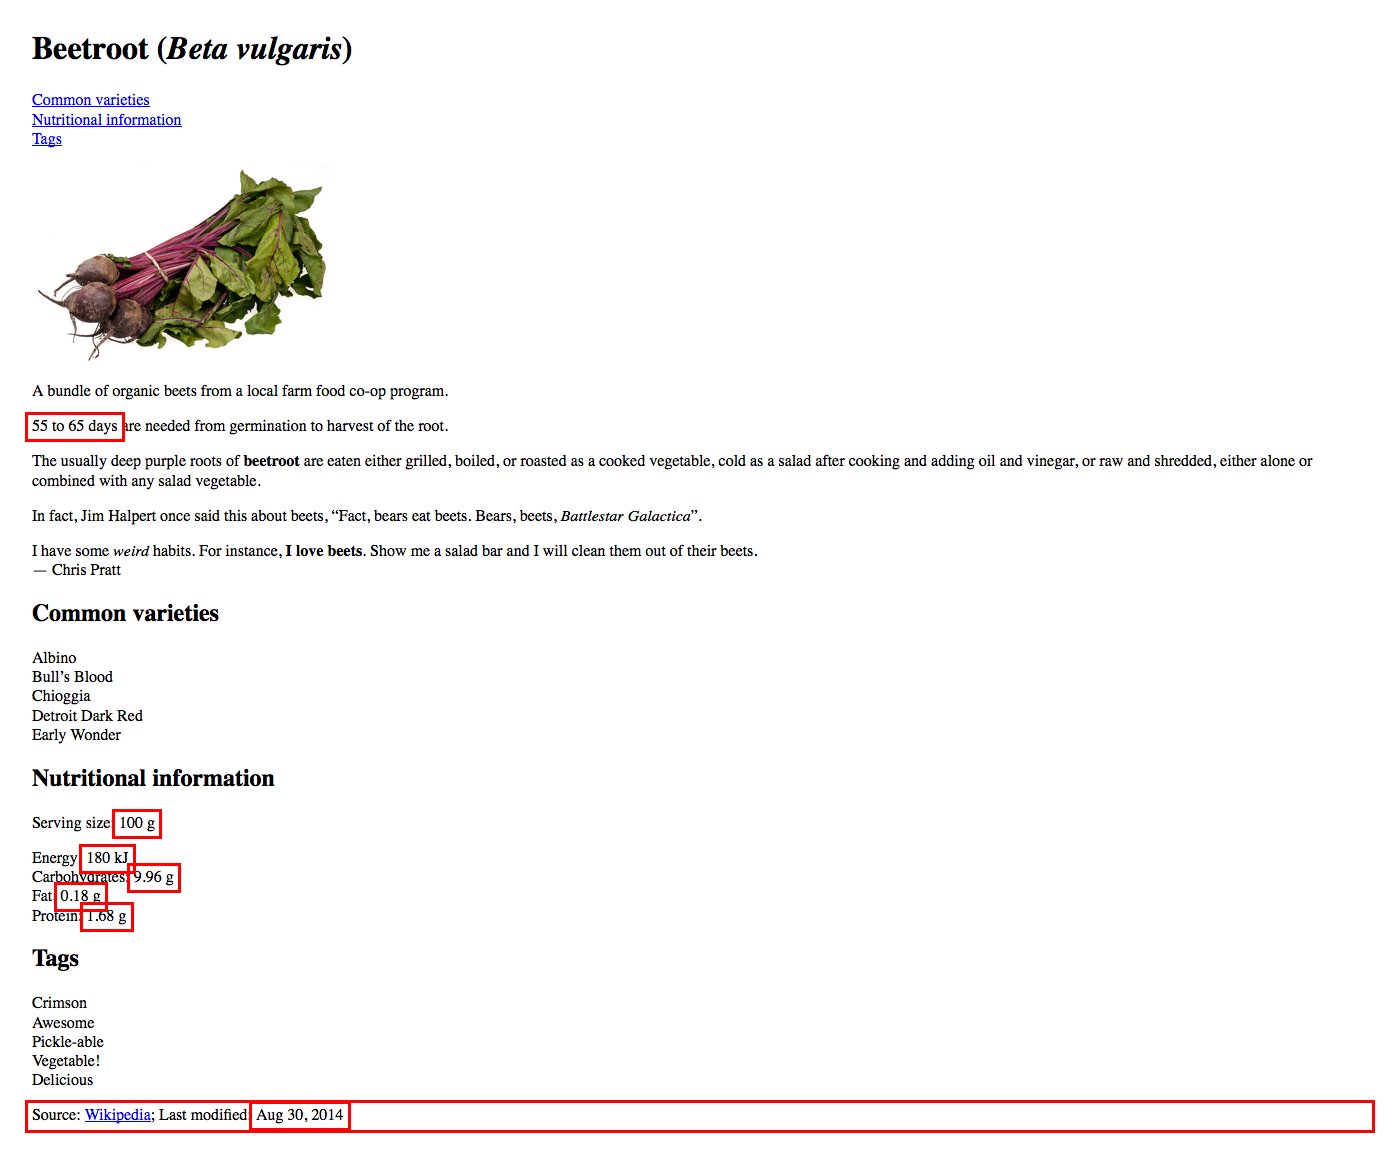 Beetroot (Beta vulgaris)
Common varieties
Nutritional information
Tags
A bundle of organic beets from a local farm food co-op program.
55 to 65 days are needed from germination to harvest of the root.
The usually deep purple roots of beetroot are eaten either grilled, boiled, or roasted as a cooked vegetable, cold as a salad after cooking and adding oil and vinegar, or raw and shredded, either alone or
combined with any salad vegetable.
In fact, Jim Halpert once said this about beets, “Fact, bears eat beets. Bears, beets, Battlestar Galactica”.
I have some weird habits. For instance, I love beets. Show me a salad bar and I will clean them out of their beets.
— Chris Pratt
Common varieties
Albino
Bull’s Blood
Chioggia
Detroit Dark Red
Early Wonder
Nutritional information
Serving size: 100 g
Energy: 180 kJ
Carbohydrates: 9.96 g
Fat: 0.18 g
Protein: 1.68 g
Tags
Crimson
Awesome
Pickle-able
Vegetable!
Delicious
Source: Wikipedia; Last modified: Aug 30, 2014